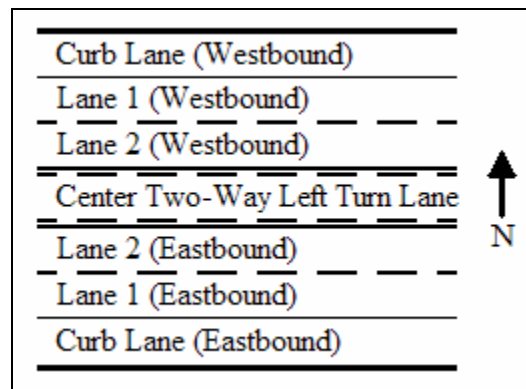 Curb Lane (Westbound)
Lane 1 (Westbound)
Lane 2 (Westbound)
Center Two-Way Left Turn Lane
Lane 2 (Eastbound)
Lane 1 (Eastbound)
Curb Lane (Eastbound)
N